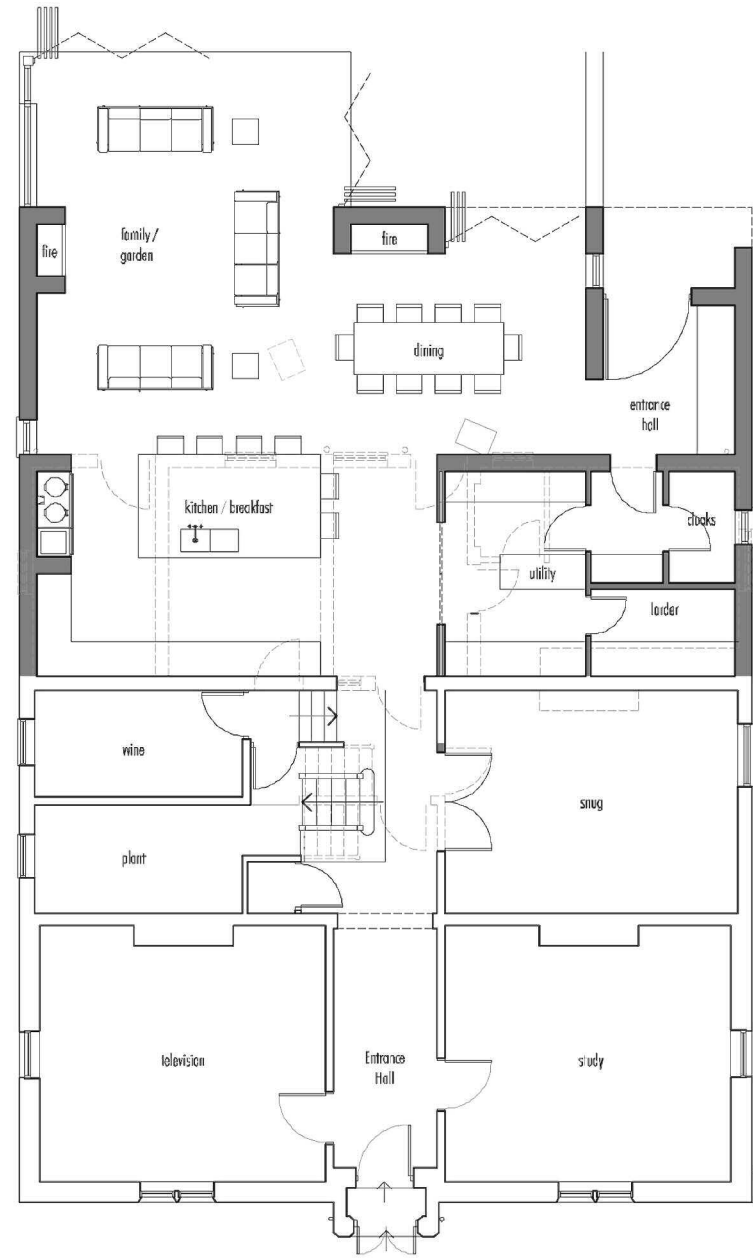 family /
garden
fire
fire
dining
entrance
hall
kitchen / breakfast
cloaks
utility
larder
wine
snug
plant
television
Entrance
Hall
study